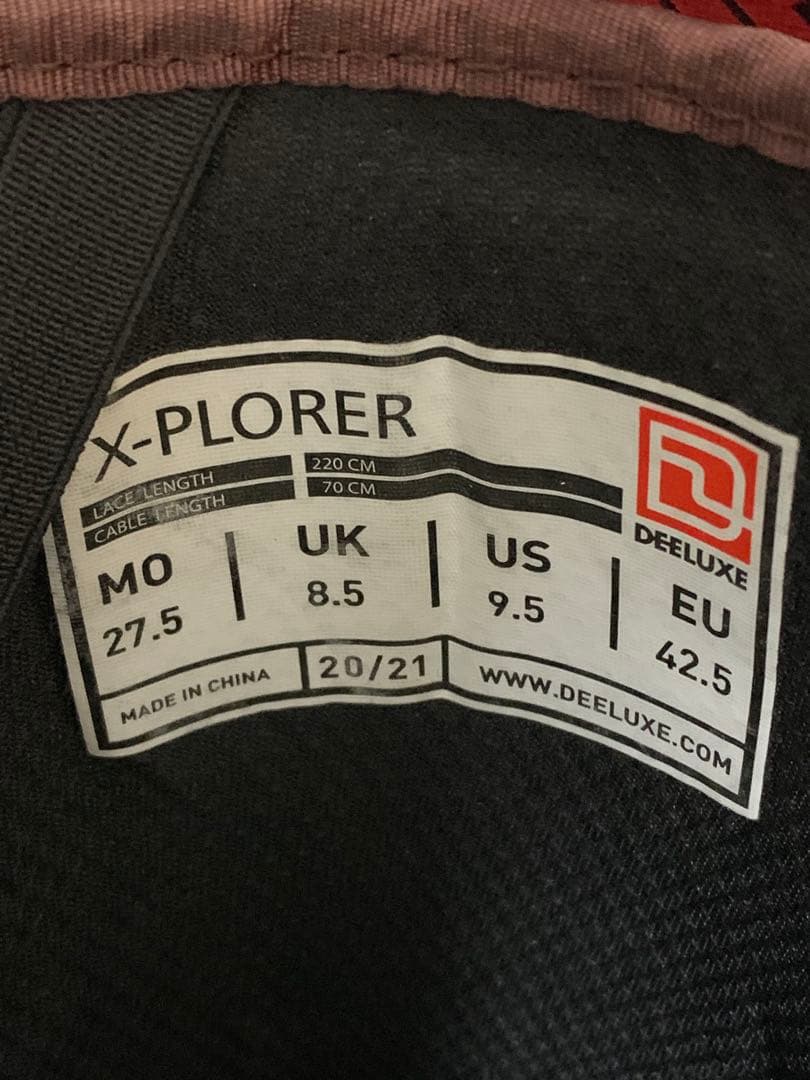 X-PLORER
LACE LENGTH 220 CM
CABLE LENGTH 70 CM
DEELUXE
MO UK US EU
27.5 8.5 9.5 42.5
MADE IN CHINA 20/21 WWW.DEELUXE.COM